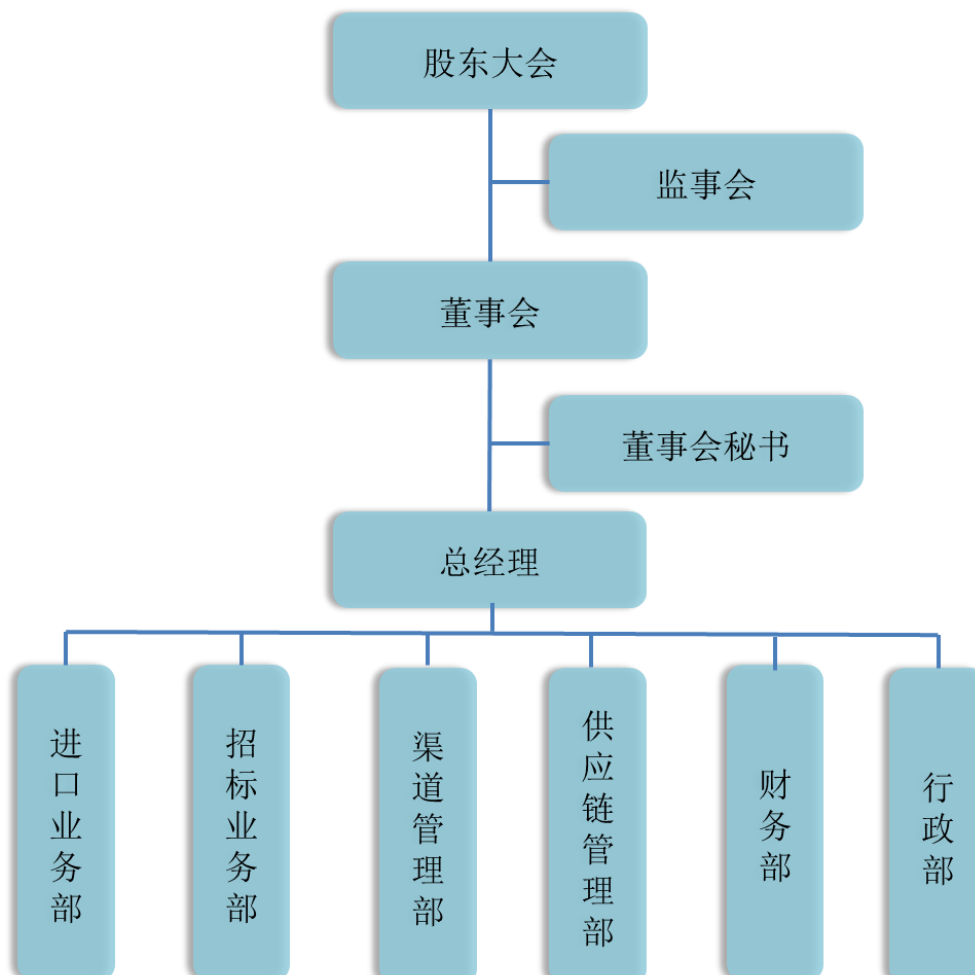 股东大会
监事会
董事会
董事会秘书
总经理
进口业务部
招标业务部
渠道管理部
供应链管理部
财务部
行政部